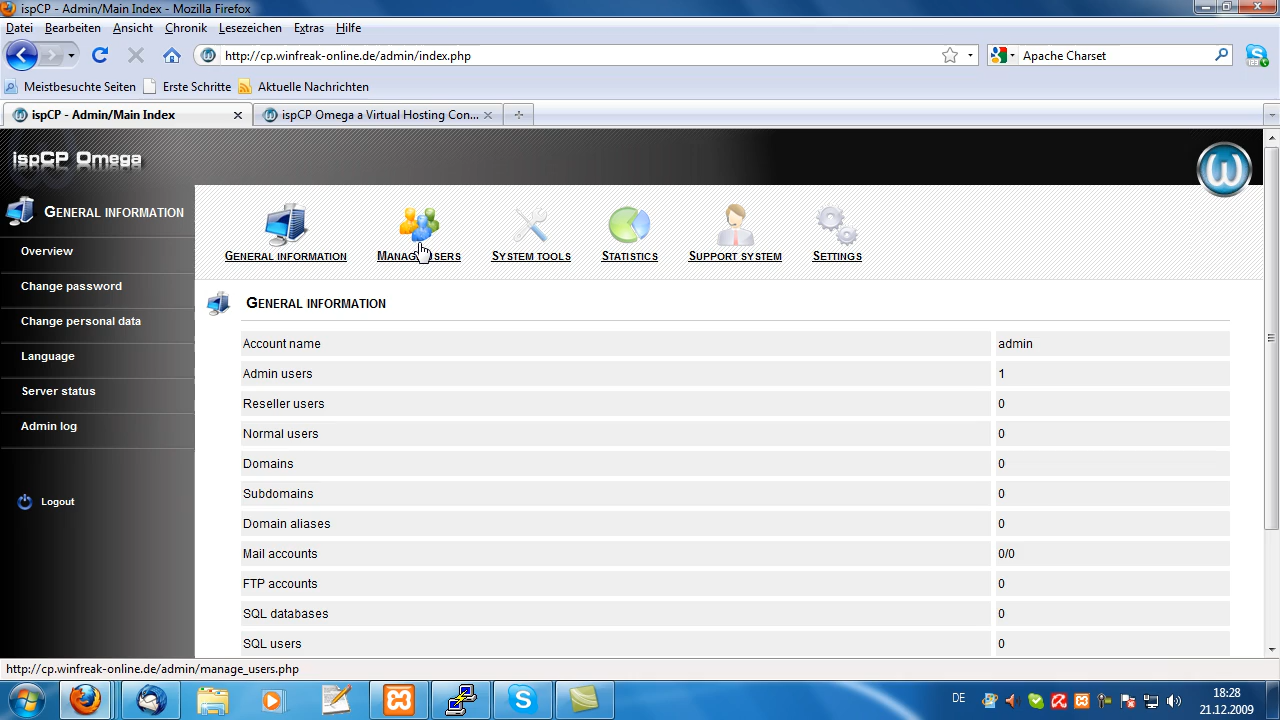 ispCP - Admin/Main Index - Mozilla Firefox
Datei Bearbeiten Ansicht Chronik Lesezeichen Extras Hilfe
http://cp.winfreak-online.de/admin/index.php
Apache Charset
Meistbesuchte Seiten Erste Schritte Aktuelle Nachrichten
ispCP - Admin/Main Index
ispCP Omega a Virtual Hosting Con...
ispCP Omega
GENERAL INFORMATION
Overview
Change password
Change personal data
Language
Server status
Admin log
Logout
GENERAL INFORMATION MANAGE USERS SYSTEM TOOLS STATISTICS SUPPORT SYSTEM SETTINGS
GENERAL INFORMATION
Account name admin
Admin users 1
Reseller users 0
Normal users 0
Domains 0
Subdomains 0
Domain aliases 0
Mail accounts 0/0
FTP accounts 0
SQL databases 0
SQL users 0
http://cp.winfreak-online.de/admin/manage_users.php
DE
18:28
21.12.2009